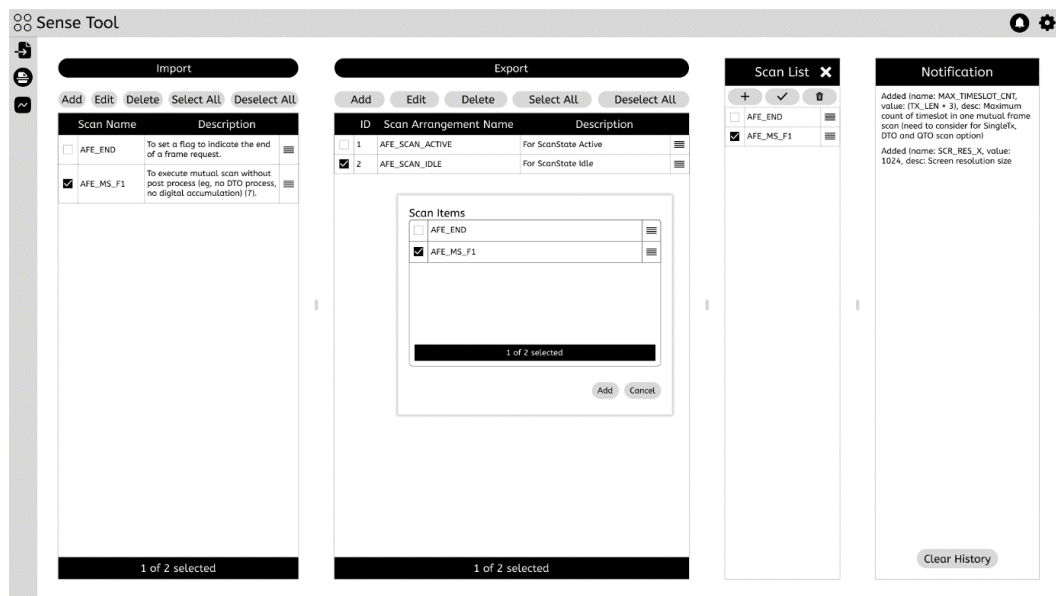 Sense Tool
Import
Add Edit Delete Select All Deselect All
Scan Name Description
AFE_END
To set a flag to indicate the end
of a frame request.
AFE_MS_F1
To execute mutual scan without
post process (eg, no DTO process,
no digital accumulation) (7).
1 of 2 selected
Export
Add Edit Delete Select All Deselect All
ID Scan Arrangement Name Description
1 AFE_SCAN_ACTIVE For ScanState Active
2 AFE_SCAN_IDLE For ScanState Idle
Scan Items
AFE_END
AFE_MS_F1
1 of 2 selected
Add Cancel
1 of 2 selected
Scan List
AFE_END
AFE_MS_F1
Notification
Added (name: MAX_TIMESLOT_CNT,
value: (TX_LEN + 3), desc: Maximum
count of timeslot in one mutual frame
scan (need to consider for SingleTx,
DTO and QTO scan option)
Added (name: SCR_RES_X, value:
1024, desc: Screen resolution size
Clear History